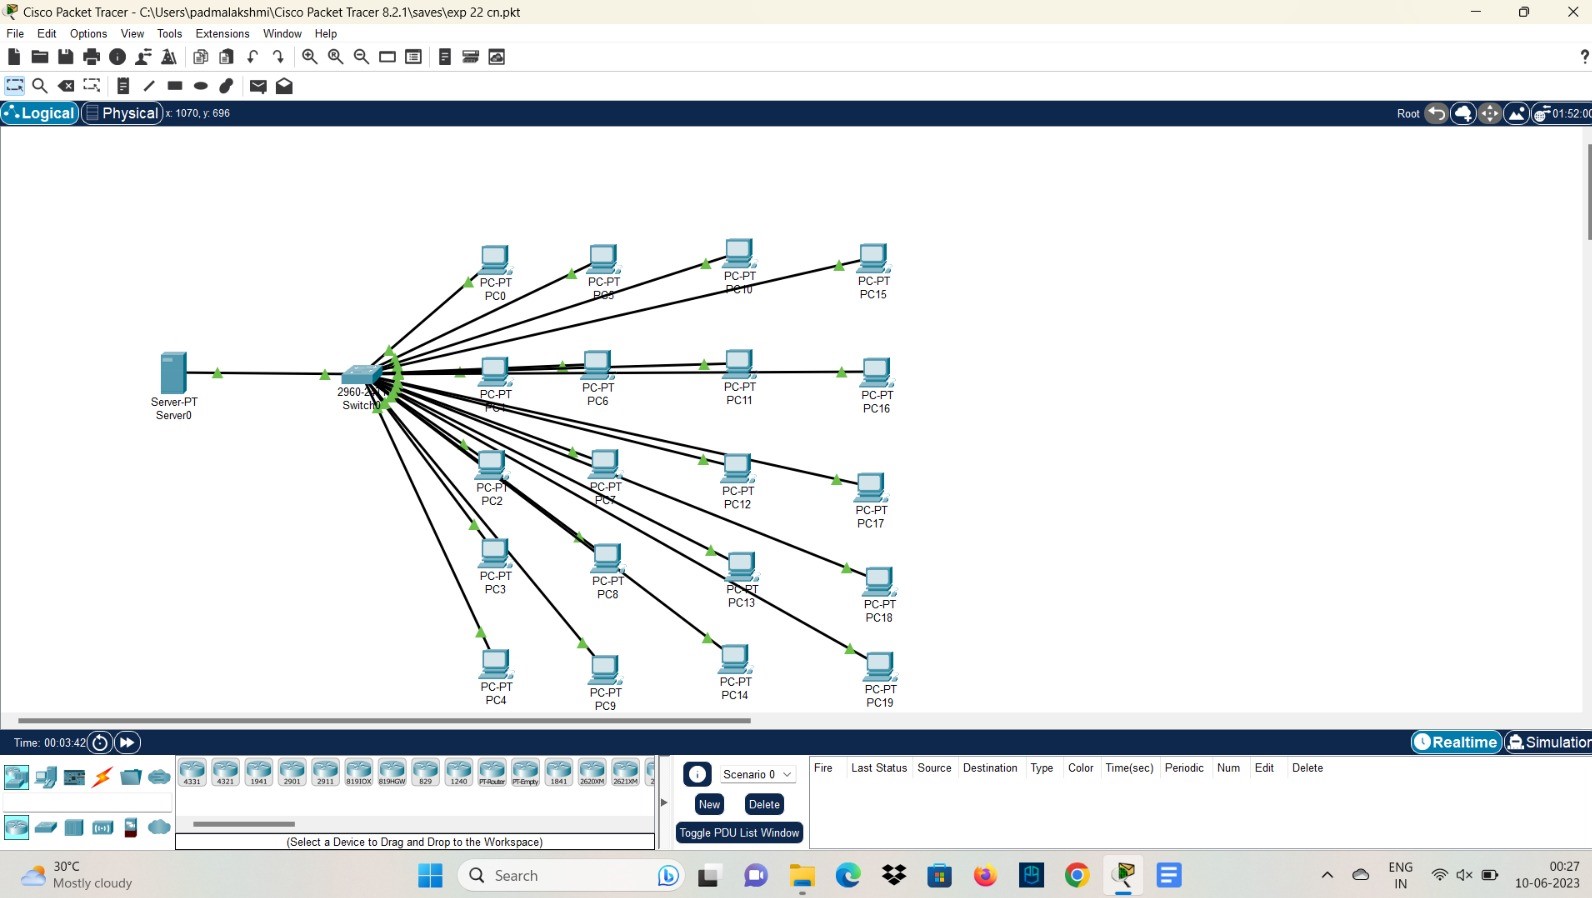 Cisco Packet Tracer - C:\Users\padmalakshmi\Cisco Packet Tracer 8.2.1\saves\exp 22 cn.pkt
File Edit Options View Tools Extensions Window Help
?
Logical Physical x: 1070, y: 696 Root 01:52:00
PC-PT
PC0
PC-PT
PC5
PC-PT
PC10
PC-PT
PC15
Server-PT
Server0
Switch0
PC-PT
PC1
PC-PT
PC6
PC-PT
PC11
PC-PT
PC16
PC-PT
PC2
PC-PT
PC7
PC-PT
PC12
PC-PT
PC17
PC-PT
PC3
PC-PT
PC8
PC-PT
PC13
PC-PT
PC18
PC-PT
PC4
PC-PT
PC9
PC-PT
PC14
PC-PT
PC19
Time: 00:03:42 Realtime Simulation
4331 4321 1941 2901 2911 819IOX 819HGW 829 1240 PT-Router PT-Empty 1841 2620XM 2621XM 2
(Select a Device to Drag and Drop to the Workspace)
Scenario 0
New Delete
Toggle PDU List Window
Fire Last Status Source Destination Type Color Time(sec) Periodic Num Edit Delete
30°C
Mostly cloudy
Search
ENG
IN
00:27
10-06-2023